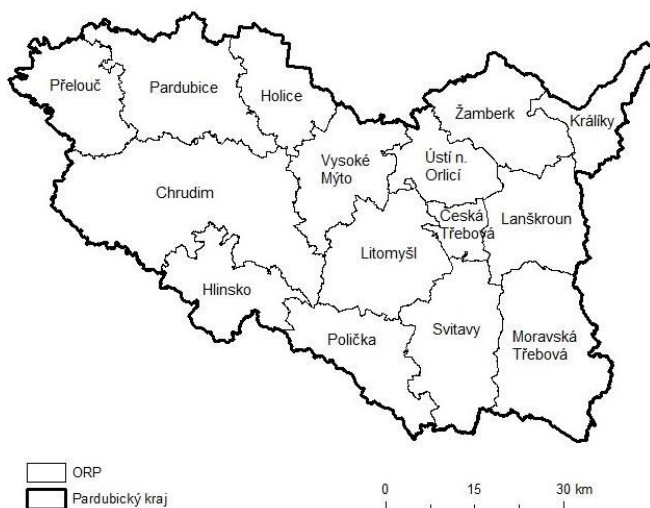 Přelouč
Pardubice
Holice
Žamberk
Králíky
Vysoké
Mýto
Ústí n.
Orlicí
Chrudim
Česká
Třebová
Lanškroun
Litomyšl
Hlinsko
Polička
Svitavy
Moravská
Třebová
ORP
Pardubický kraj
0 15 30 km